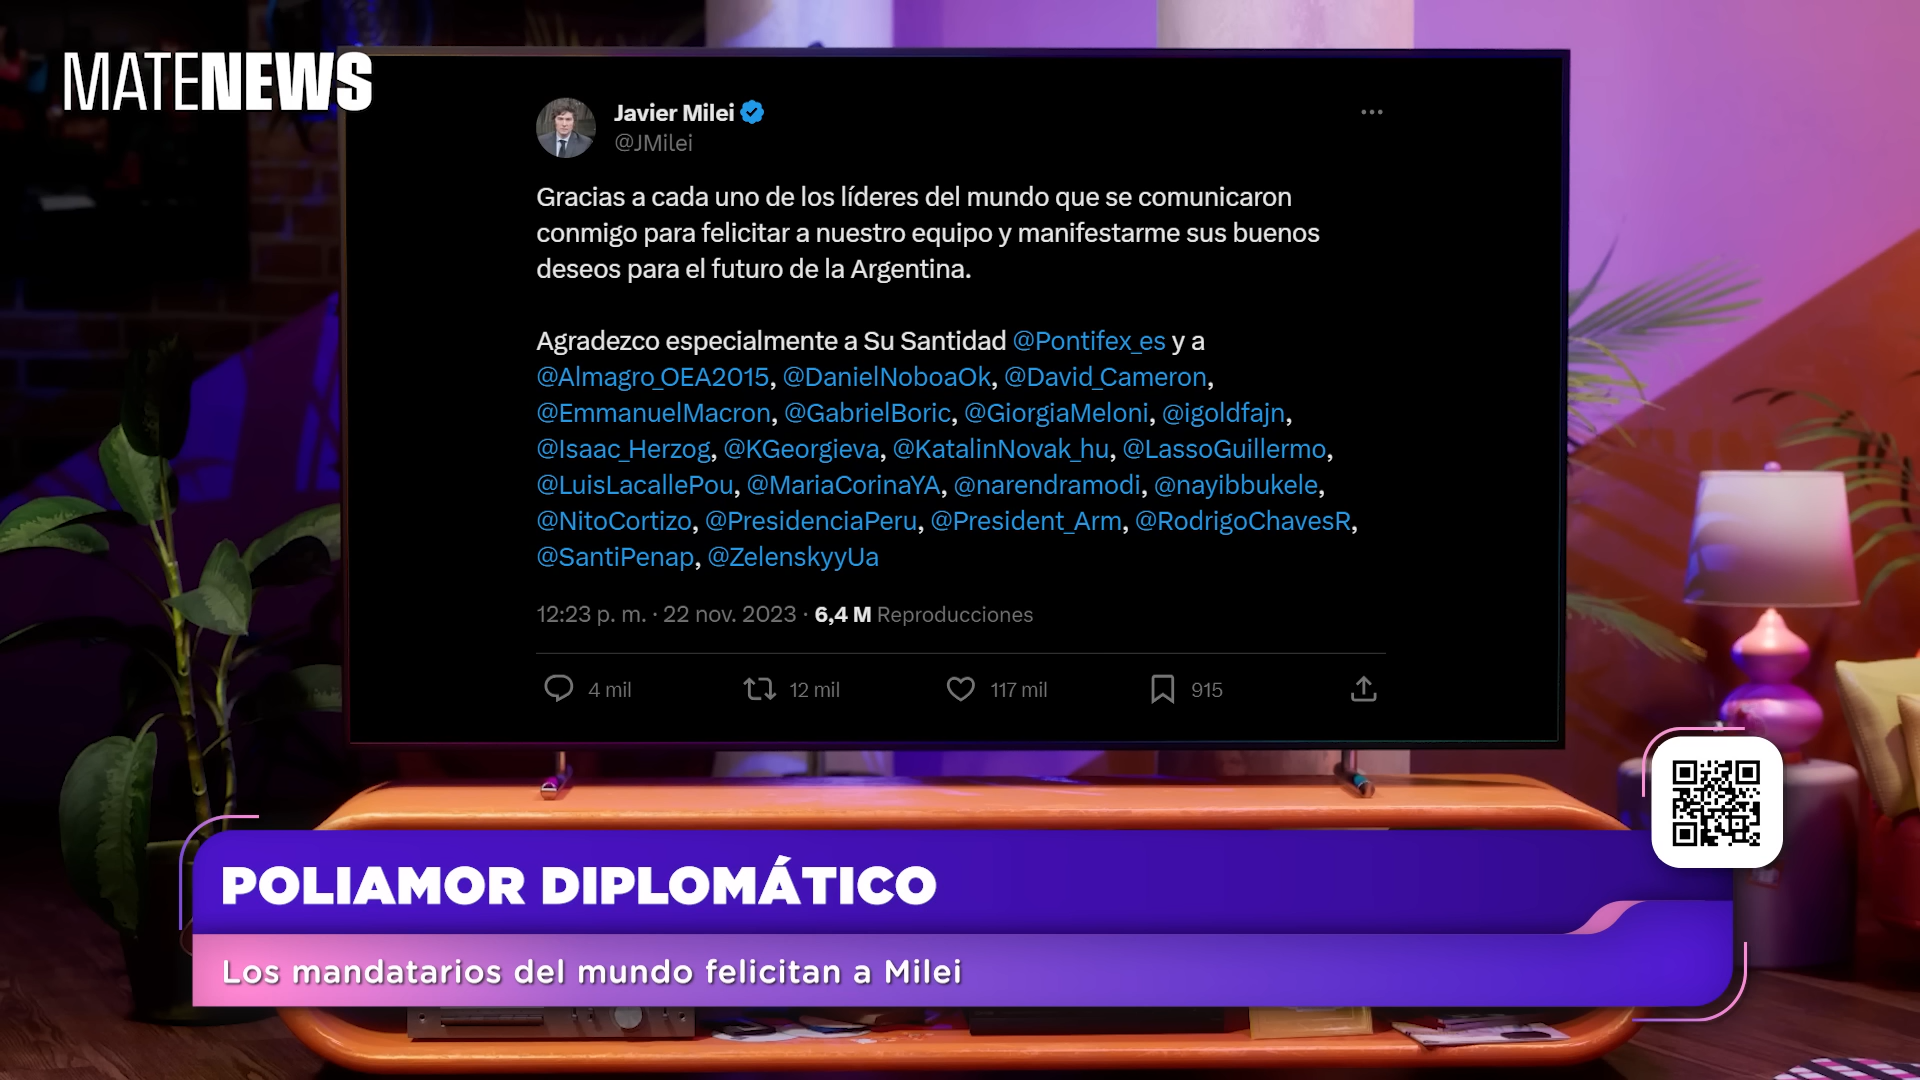 MATENEWS
Javier Milei
@JMilei
Gracias a cada uno de los líderes del mundo que se comunicaron
conmigo para felicitar a nuestro equipo y manifestarme sus buenos
deseos para el futuro de la Argentina.
Agradezco especialmente a Su Santidad @Pontifex_es y a
@Almagro_OEA2015, @DanielNoboaOk, @David_Cameron,
@EmmanuelMacron, @GabrielBoric, @GiorgiaMeloni, @igoldfajn,
@Isaac_Herzog, @KGeorgieva, @KatalinNovak_hu, @LassoGuillermo,
@LuisLacallePou, @MariaCorinaYA, @narendramodi, @nayibbukele,
@NitoCortizo, @PresidenciaPeru, @President_Arm, @RodrigoChavesR,
@SantiPenap, @ZelenskyyUa
12:23 p. m. · 22 nov. 2023 · 6,4 M Reproducciones
4 mil 12 mil 117 mil 915
POLIAMOR DIPLOMÁTICO
Los mandatarios del mundo felicitan a Milei